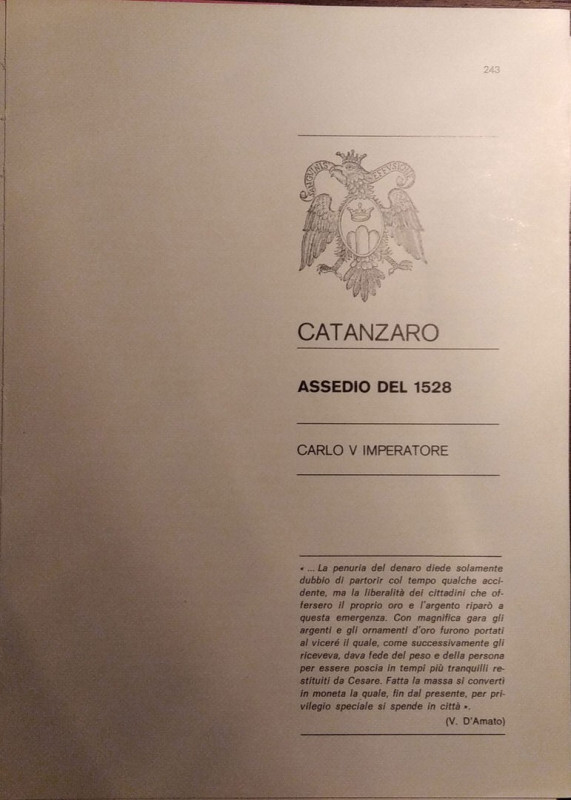 243
SANGUINIS EFFUSIONE
CATANZARO
ASSEDIO DEL 1528
CARLO V IMPERATORE
« ... La penuria del denaro diede solamente
dubbio di partorir col tempo qualche acci-
dente, ma la liberalità dei cittadini che of-
fersero il proprio oro e l'argento riparò a
questa emergenza. Con magnifica gara gli
argenti e gli ornamenti d'oro furono portati
al viceré il quale, come successivamente gli
riceveva, dava fede del peso e della persona
per essere poscia in tempi più tranquilli re-
stituiti da Cesare. Fatta la massa si convertì
in moneta la quale, fin dal presente, per pri-
vilegio speciale si spende in città ».
(V. D'Amato)